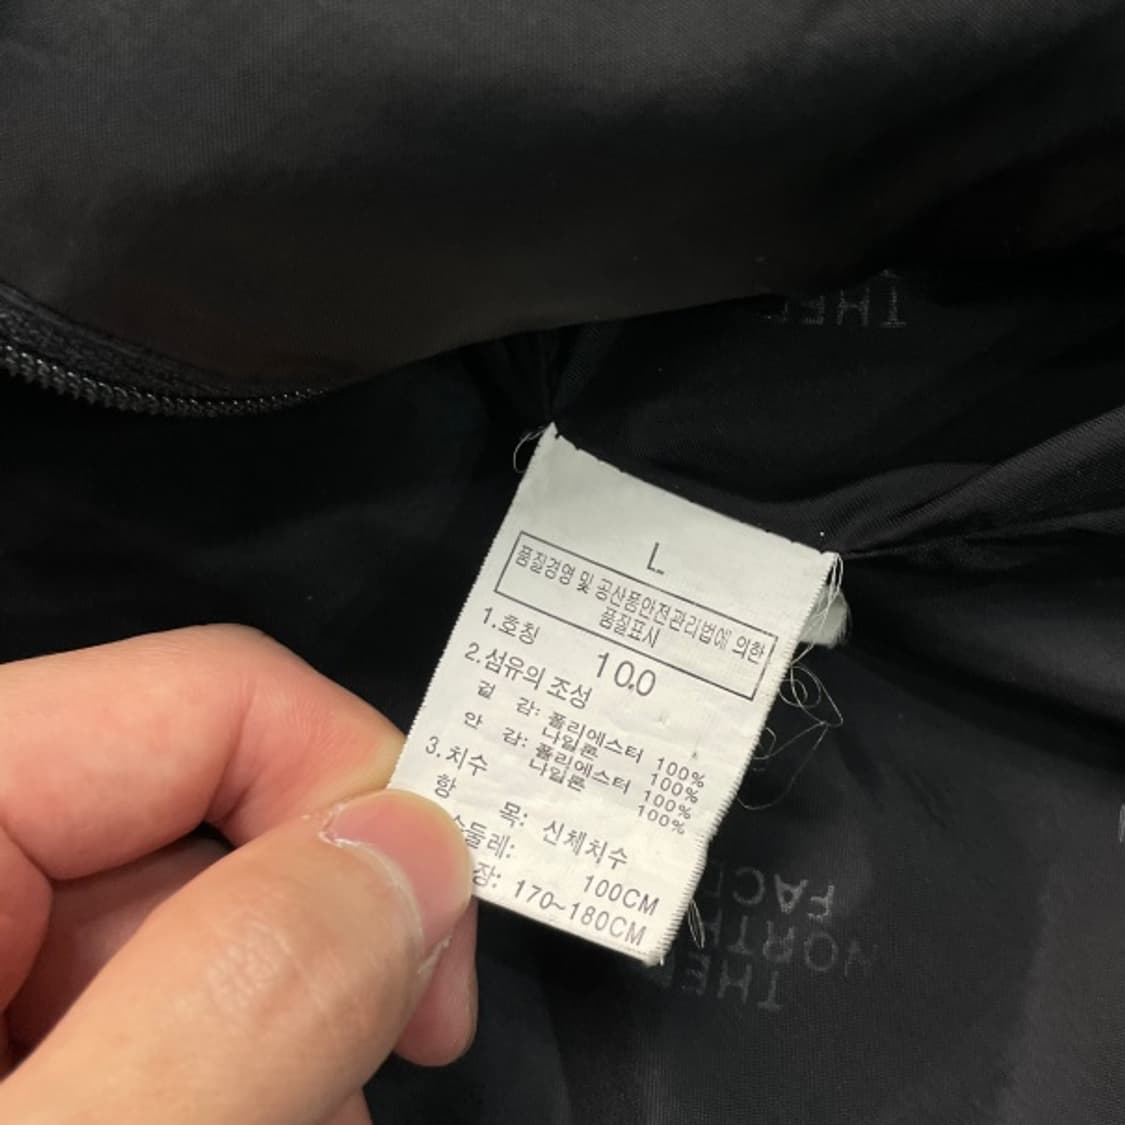 L
품질경영 및 공산품안전관리법에 의한
품질표시
1.호칭 100
2.섬유의 조성
겉 감: 폴리에스터 100%
나일론 100%
안 감: 폴리에스터 100%
나일론 100%
3.치수
항 목: 신체치수
둘레: 100CM
장: 170~180CM
THE
THE
NORTH
FACE